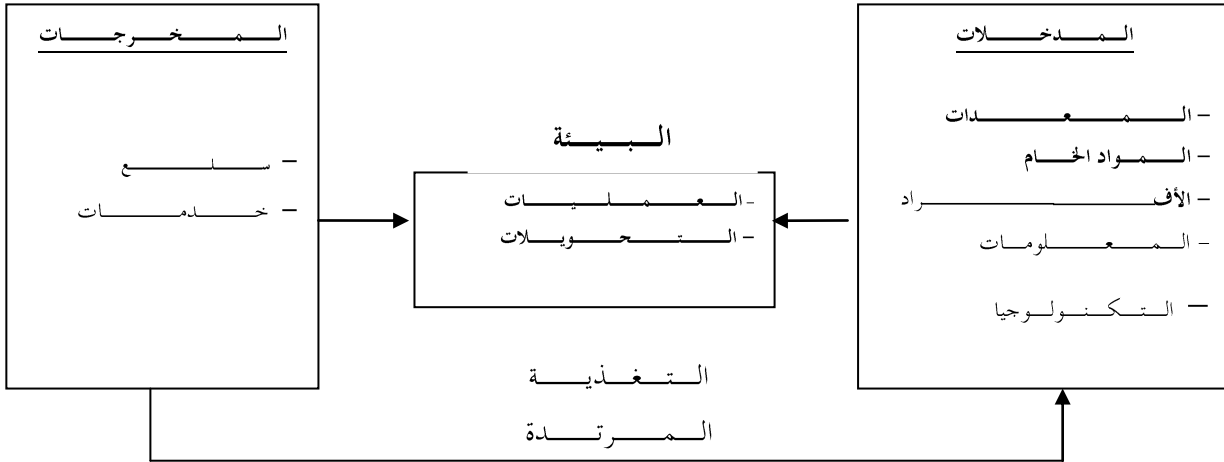 المدخلات
- المعدات
- المواد الخام
- الأفراد
- المعلومات
- التكنولوجيا
البيئة
- العمليات
- التحويلات
المخرجات
- سلع
- خدمات
التغذية
المرتدة